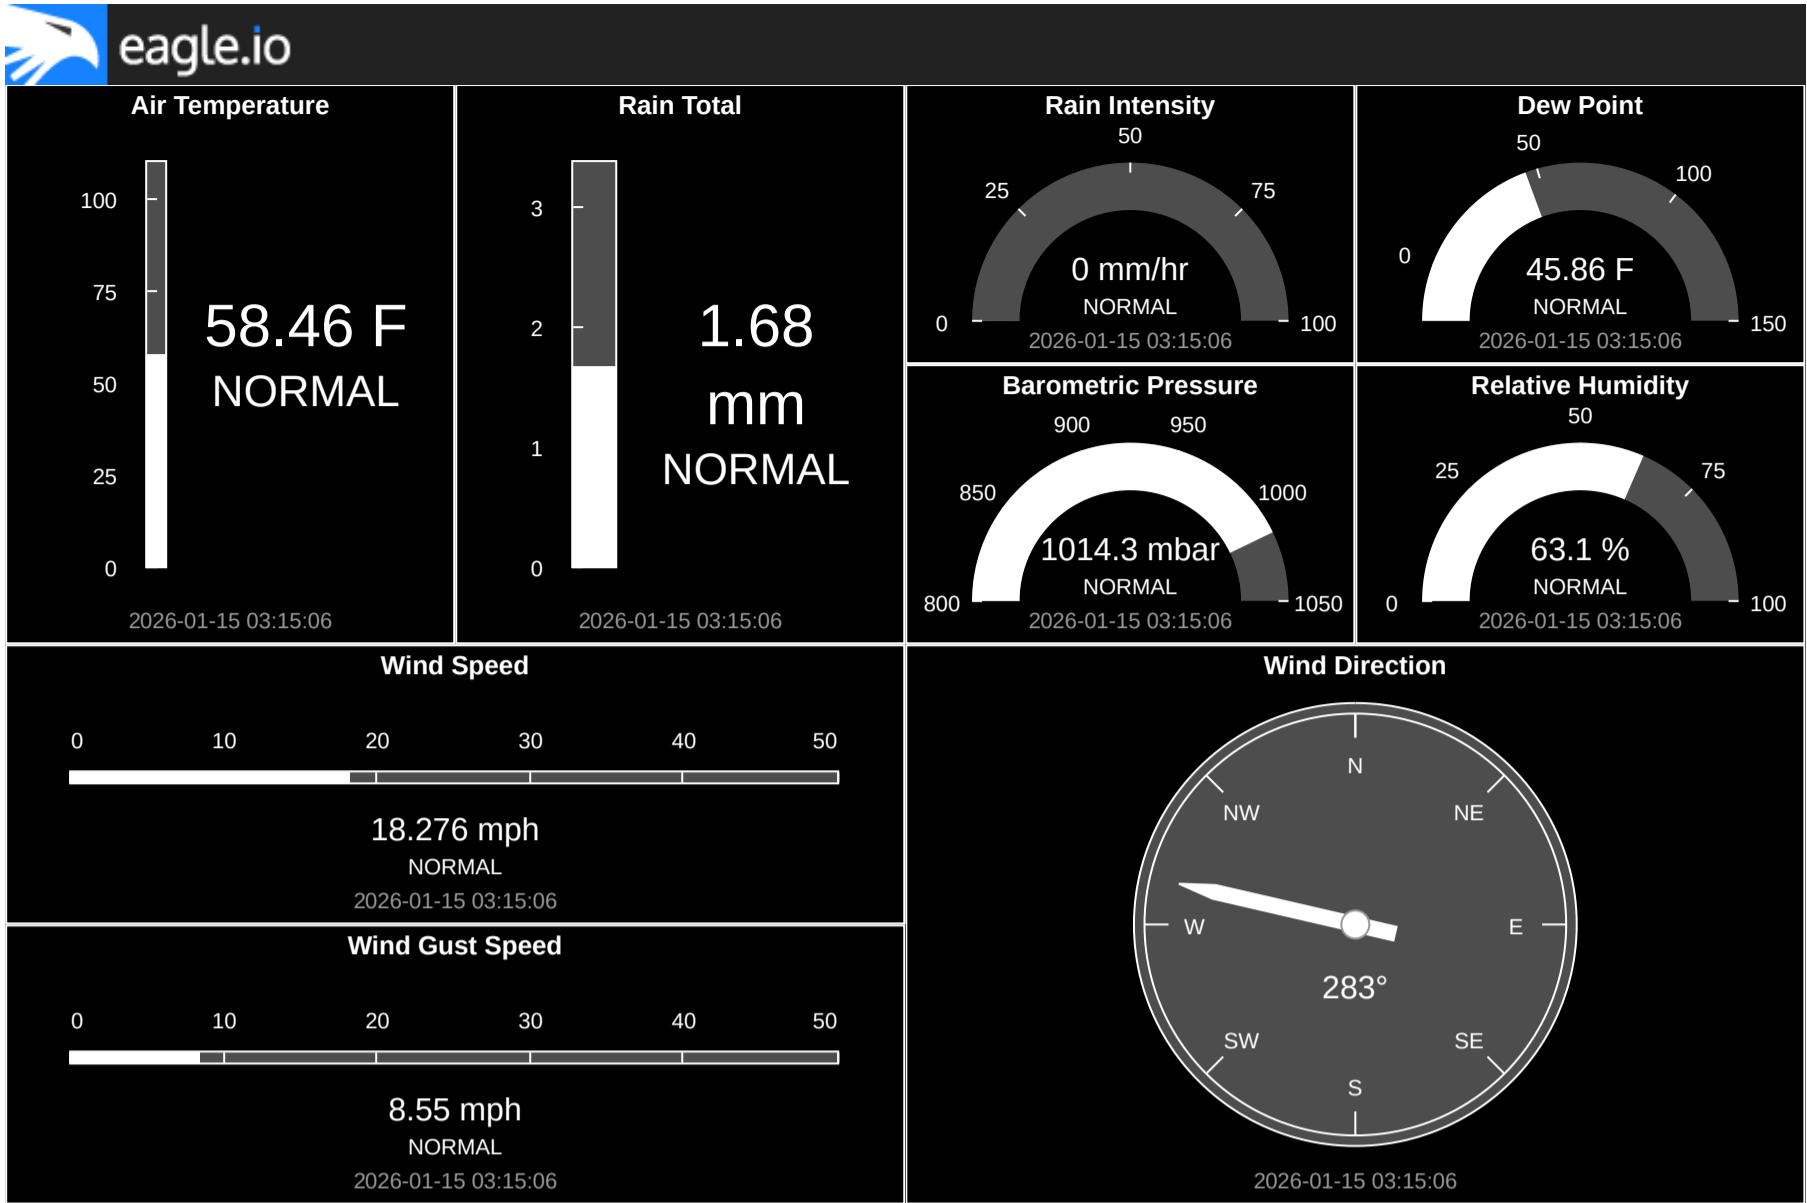 eagle.io
Air Temperature
100
75
50
25
0
58.46 F
NORMAL
2026-01-15 03:15:06
Rain Total
3
2
1
0
1.68
mm
NORMAL
2026-01-15 03:15:06
Rain Intensity
50
25
75
0
100
0 mm/hr
NORMAL
2026-01-15 03:15:06
Dew Point
50
100
0
150
45.86 F
NORMAL
2026-01-15 03:15:06
Barometric Pressure
900
950
850
1000
800
1050
1014.3 mbar
NORMAL
2026-01-15 03:15:06
Relative Humidity
50
25
75
0
100
63.1 %
NORMAL
2026-01-15 03:15:06
Wind Speed
0 10 20 30 40 50
18.276 mph
NORMAL
2026-01-15 03:15:06
Wind Gust Speed
0 10 20 30 40 50
8.55 mph
NORMAL
2026-01-15 03:15:06
Wind Direction
N
NW NE
W E
283°
SW SE
S
2026-01-15 03:15:06